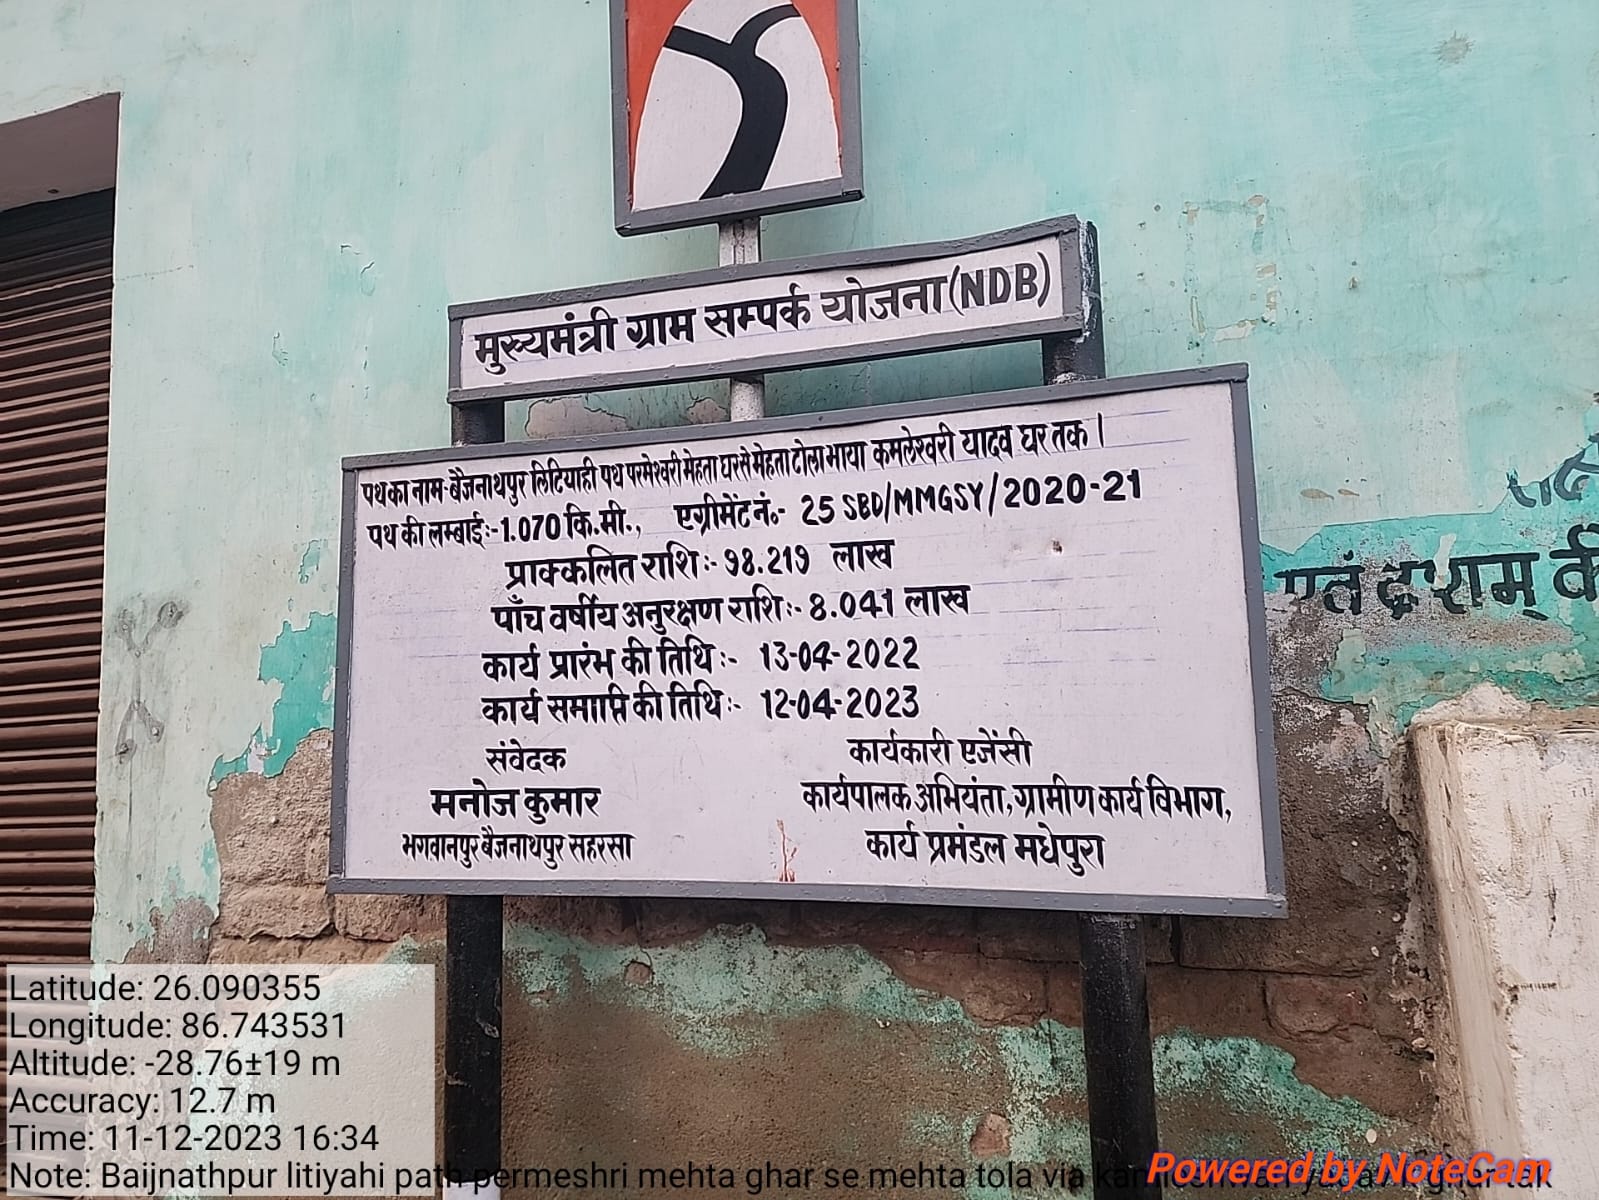 मुख्यमंत्री ग्राम सम्पर्क योजना (NDB)
पथ का नाम-बैजनाथपुर लिटियाही पथ परमेश्वरी मेहता घर से मेहता टोला भाया कमलेश्वरी यादव घर तक।
पथ की लम्बाई:-1.070 कि.मी., एग्रीमेंट नं०- 25 SBD/MMGSY/2020-21
प्राक्कलित राशि:- 98.219 लाख
पाँच वर्षीय अनुरक्षण राशि:- 8.041 लाख
कार्य प्रारंभ की तिथि:- 13-04-2022
कार्य समाप्ति की तिथि:- 12-04-2023
संवेदक
मनोज कुमार
भगवानपुर बैजनाथपुर सहरसा
कार्यकारी एजेंसी
कार्यपालक अभियंता, ग्रामीण कार्य विभाग,
कार्य प्रमंडल मधेपुरा
Latitude: 26.090355
Longitude: 86.743531
Altitude: -28.76±19 m
Accuracy: 12.7 m
Time: 11-12-2023 16:34
Note: Baijnathpur litiyahi path permeshri mehta ghar se mehta tola via
Powered by NoteCam